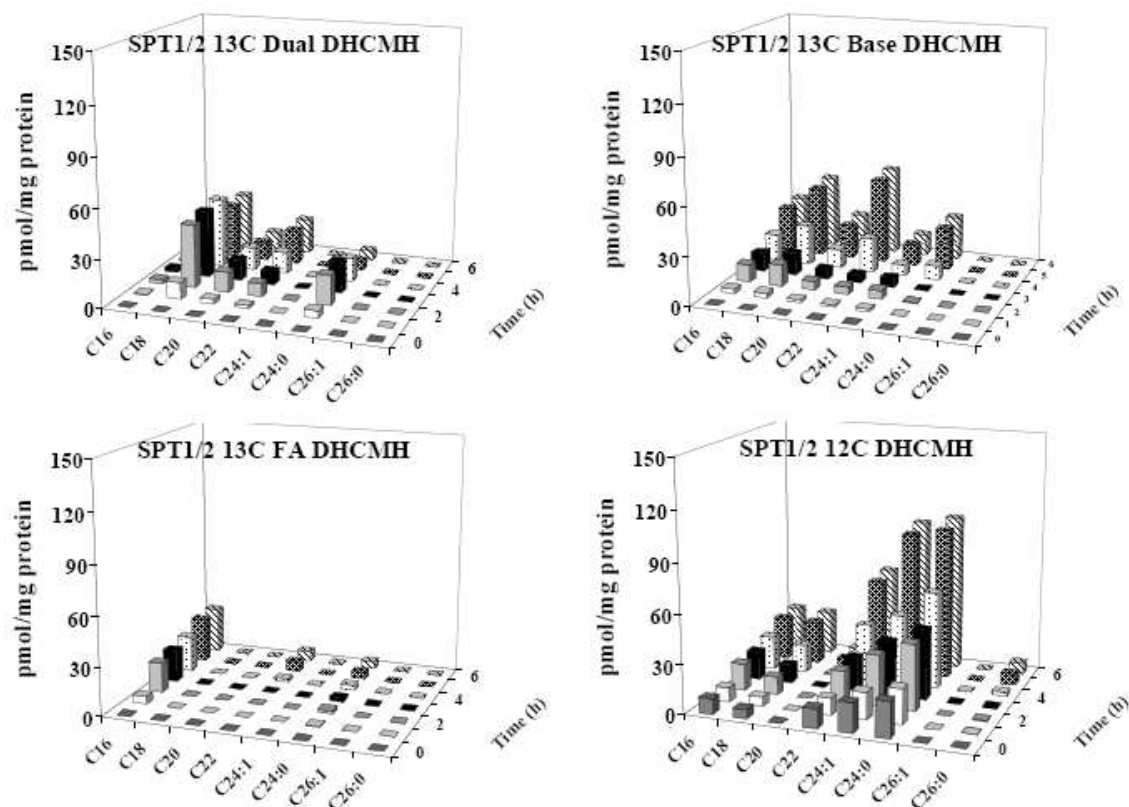 SPT1/2 13C Dual DHCMH
pmol/mg protein
150
120
90
60
30
0
C16
C18
C20
C22
C24:1
C24:0
C26:1
C26:0
0
2
4
6
Time (h)
SPT1/2 13C Base DHCMH
pmol/mg protein
150
120
90
60
30
0
C16
C18
C20
C22
C24:1
C24:0
C26:1
C26:0
Time (h)
SPT1/2 13C FA DHCMH
pmol/mg protein
150
120
90
60
30
0
C16
C18
C20
C22
C24:1
C24:0
C26:1
C26:0
0
2
4
6
Time (h)
SPT1/2 12C DHCMH
pmol/mg protein
150
120
90
60
30
0
C16
C18
C20
C22
C24:1
C24:0
C26:1
C26:0
0
2
4
6
Time (h)